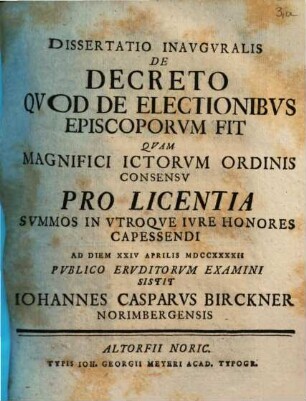 DISSERTATIO INAVGVRALIS
DE
DECRETO
QVOD DE ELECTIONIBVS
EPISCOPORVM FIT
QVAM
MAGNIFICI ICTORVM ORDINIS
CONSENSV
PRO LICENTIA
SVMMOS IN VTROQVE IVRE HONORES
CAPESSENDI
AD DIEM XXIV APRILIS MDCCXXXXII
PVBLICO ERVDITORVM EXAMINI
SISTIT
IOHANNES CASPARVS BIRCKNER
NORIMBERGENSIS
ALTORFII NORIC.
TYPIS IOH. GEORGII MEYERI ACAD. TYPOGR.